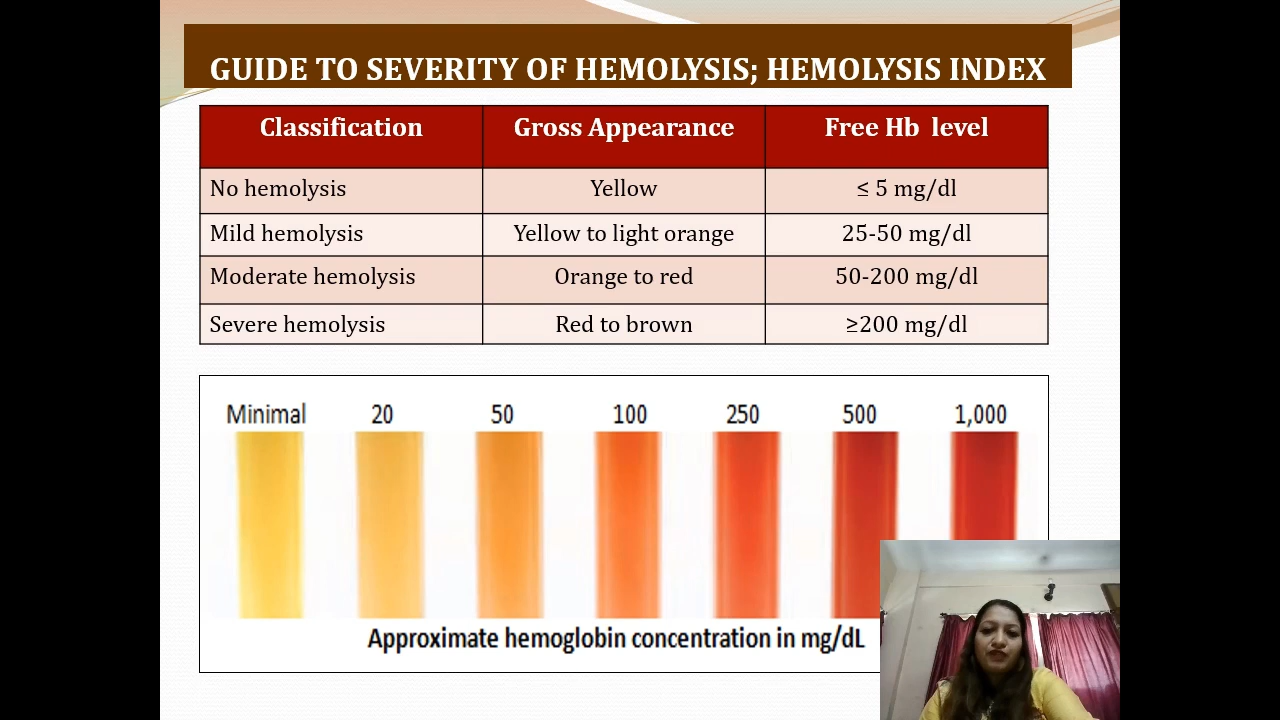 GUIDE TO SEVERITY OF HEMOLYSIS; HEMOLYSIS INDEX
Classification Gross Appearance Free Hb level
No hemolysis Yellow ≤ 5 mg/dl
Mild hemolysis Yellow to light orange 25-50 mg/dl
Moderate hemolysis Orange to red 50-200 mg/dl
Severe hemolysis Red to brown ≥200 mg/dl
Minimal 20 50 100 250 500 1,000
Approximate hemoglobin concentration in mg/dL